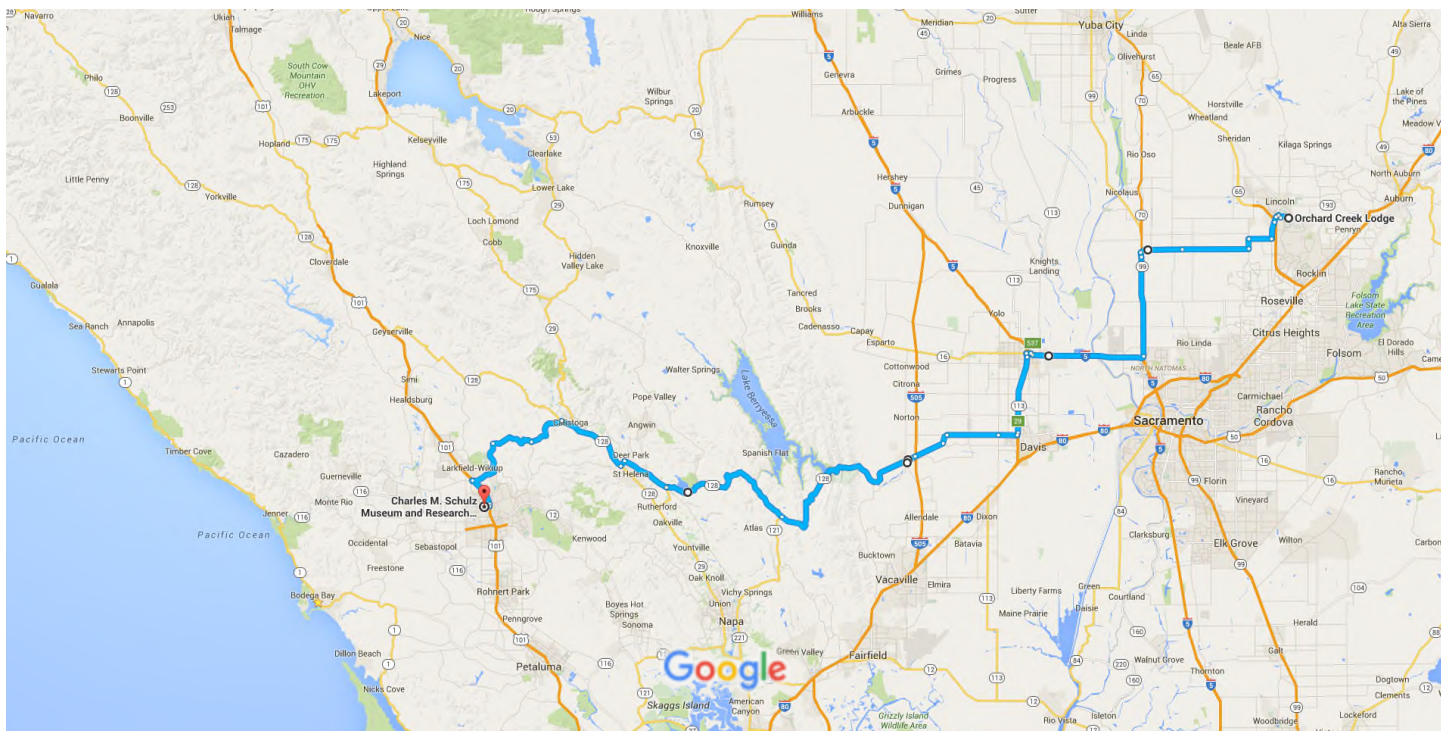 Navarro
Ukiah
Talmage
Upper Lake
Nice
Hough Springs
Williams
Meridian
Sutter
Yuba City
Linda
Alta Sierra
Olivehurst
Beale AFB
Philo
South Cow
Mountain
OHV
Recreation...
Lakeport
Genevra
Grimes
Progress
Lake of
the Pines
Boonville
Wilbur
Springs
Arbuckle
Horstville
Wheatland
Meadow V
Hopland
Kelseyville
Clearlake
Sheridan
Kilaga Springs
Rio Oso
Highland
Springs
Little Penny
Yorkville
Lower Lake
Hershey
Nicolaus
North Auburn
Auburn
Loch Lomond
Cobb
Rumsey
Dunnigan
Lincoln
Orchard Creek Lodge
Penryn
Knoxville
Guinda
Cloverdale
Hidden
Valley Lake
Knights
Landing
Rocklin
Gualala
Tancred
Brooks
Roseville
Folsom
Lake State
Recreation
Area
Sea Ranch
Annapolis
Geyserville
Cadenasso
Capay
Esparto
Yolo
Citrus Heights
Rio Linda
Folsom
El Dorado
Hills
Stewarts Point
Simi
Walter Springs
Lake Berryessa
Cottonwood
Citrona
NORTH NATOMAS
Healdsburg
Pope Valley
Carmichael
Rancho
Cordova
Calistoga
Angwin
Norton
Sacramento
Pacific Ocean
Timber Cove
Cazadero
Larkfield-Wikiup
Deer Park
St Helena
Spanish Flat
Davis
Guerneville
Monte Rio
Charles M. Schulz
Museum and Research...
Rutherford
Oakville
Florin
Rancho
Murieta
Jenner
Vineyard
Pacific Ocean
Occidental
Sebastopol
Kenwood
Yountville
Atlas
Allendale
Dixon
Batavia
Clarksburg
Elk Grove
Wilton
Freestone
Bucktown
Bodega Bay
Rohnert Park
Oak Knoll
Vacaville
Elmira
Liberty Farms
Green
Courtland
Penngrove
Boyes Hot
Springs
Sonoma
Vichy Springs
Union
Napa
Maine Prairie
Daisie
Herald
Dillon Beach
Petaluma
Google
Green Valley
Fairfield
Walnut Grove
Galt
Nicks Cove
Skaggs Island
American
Canyon
Grizzly Island
Wildlife Area
Rio Vista
Isleton
Thornton
Woodbridge
Dogtown
Clements
Lockeford